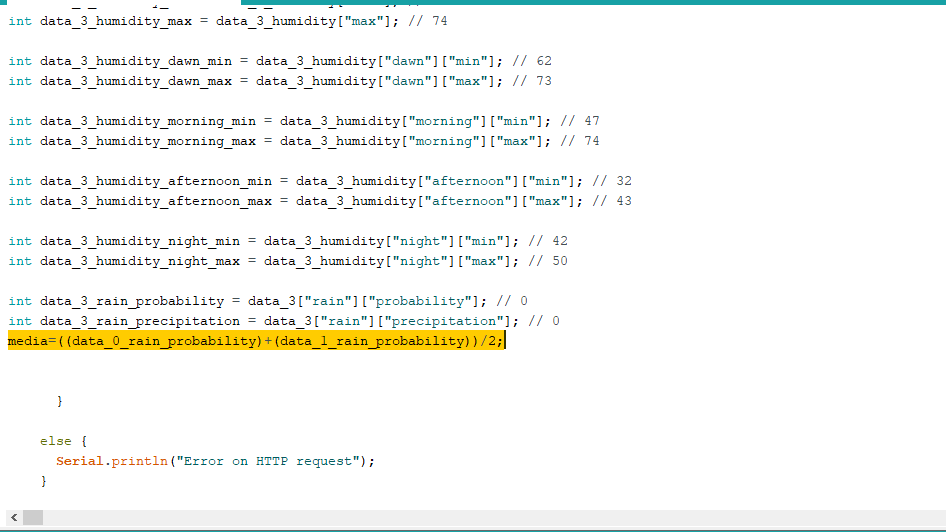 int data_3_humidity_max = data_3_humidity["max"]; // 74
int data_3_humidity_dawn_min = data_3_humidity["dawn"]["min"]; // 62
int data_3_humidity_dawn_max = data_3_humidity["dawn"]["max"]; // 73
int data_3_humidity_morning_min = data_3_humidity["morning"]["min"]; // 47
int data_3_humidity_morning_max = data_3_humidity["morning"]["max"]; // 74
int data_3_humidity_afternoon_min = data_3_humidity["afternoon"]["min"]; // 32
int data_3_humidity_afternoon_max = data_3_humidity["afternoon"]["max"]; // 43
int data_3_humidity_night_min = data_3_humidity["night"]["min"]; // 42
int data_3_humidity_night_max = data_3_humidity["night"]["max"]; // 50
int data_3_rain_probability = data_3["rain"]["probability"]; // 0
int data_3_rain_precipitation = data_3["rain"]["precipitation"]; // 0
media=((data_0_rain_probability)+(data_1_rain_probability))/2;
}
else {
Serial.println("Error on HTTP request");
}